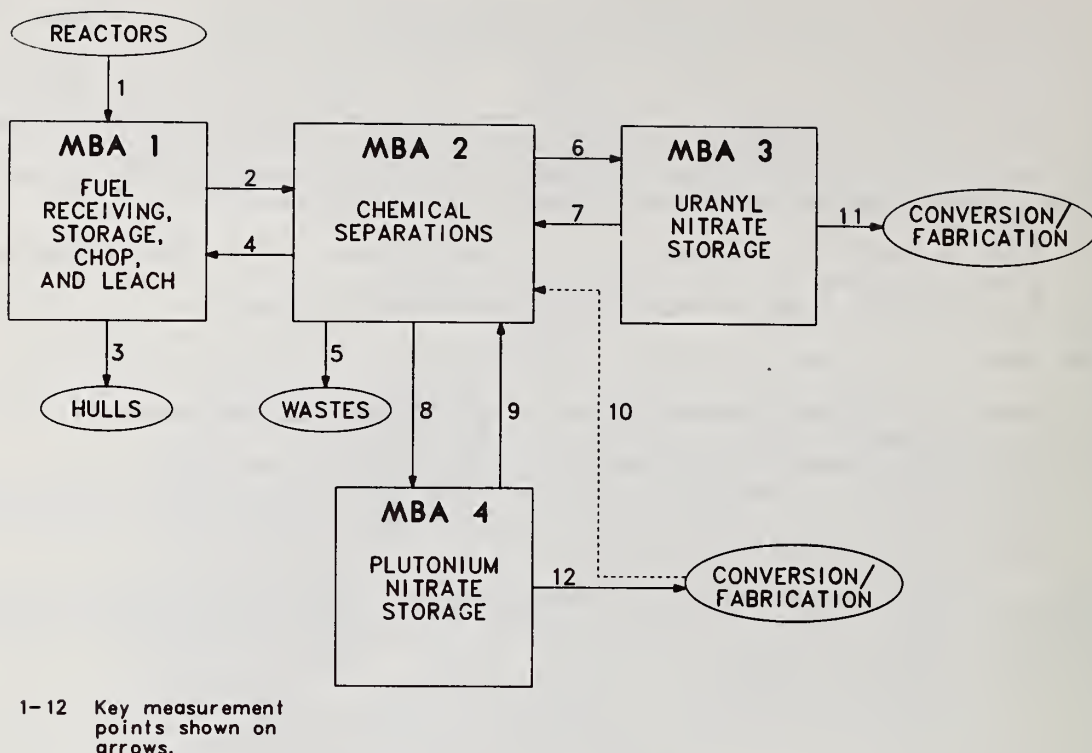 REACTORS
1
MBA 1
FUEL
RECEIVING,
STORAGE,
CHOP,
AND LEACH
2
4
3
HULLS
MBA 2
CHEMICAL
SEPARATIONS
5
WASTES
6
7
MBA 3
URANYL
NITRATE
STORAGE
11
CONVERSION/
FABRICATION
8
9
10
MBA 4
PLUTONIUM
NITRATE
STORAGE
12
CONVERSION/
FABRICATION
1-12 Key measurement
points shown on
arrows.